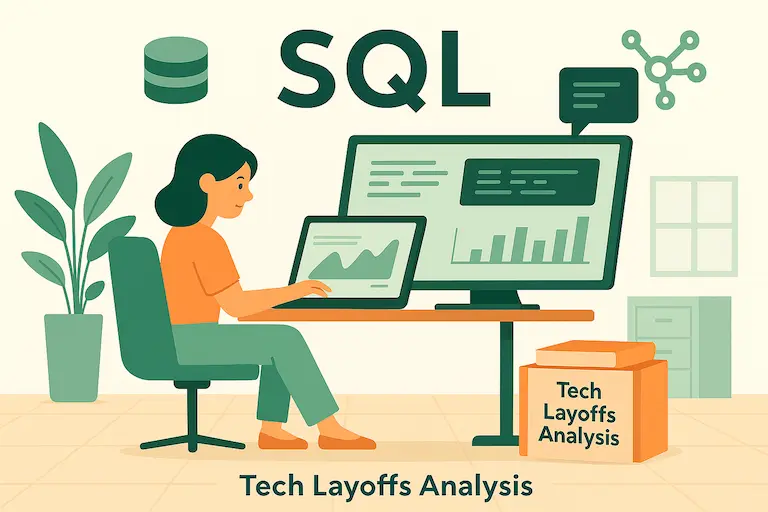 SQL
Tech
Layoffs
Analysis
Tech Layoffs Analysis